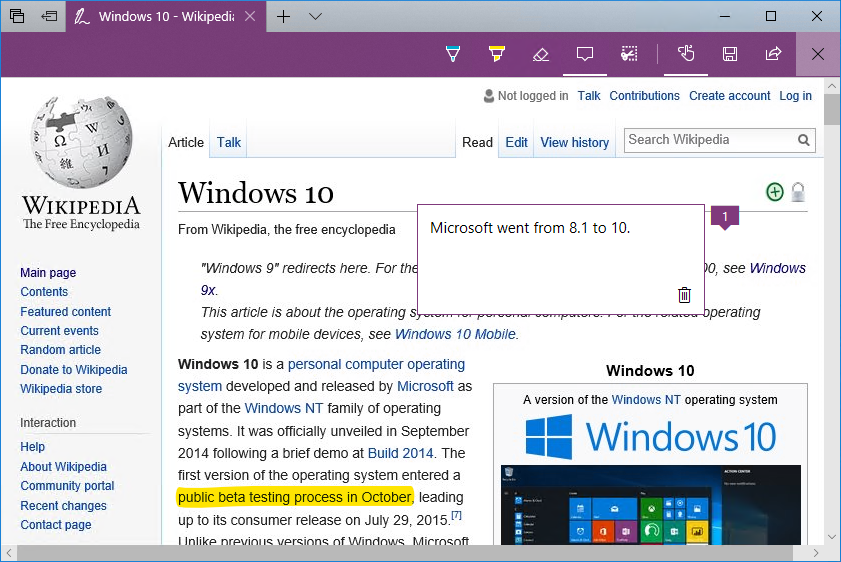 Windows 10 - Wikipedi
Not logged in Talk Contributions Create account Log in
Article Talk Read Edit View history Search Wikipedia
WIKIPEDIA
The Free Encyclopedia
Main page
Contents
Featured content
Current events
Random article
Donate to Wikipedia
Wikipedia store
Interaction
Help
About Wikipedia
Community portal
Recent changes
Contact page
Windows 10
From Wikipedia, the free encyclopedia
1
Microsoft went from 8.1 to 10.
"Windows 9" redirects here. For the 00, see Windows
9x.
This article is about the operating system for personal computers. For the related operating
system for mobile devices, see Windows 10 Mobile.
Windows 10 is a personal computer operating
system developed and released by Microsoft as
part of the Windows NT family of operating
systems. It was officially unveiled in September
2014 following a brief demo at Build 2014. The
first version of the operating system entered a
public beta testing process in October, leading
up to its consumer release on July 29, 2015.[7]
Unlike previous versions of Windows, Microsoft
Windows 10
A version of the Windows NT operating system
Windows 10
ACTION CENTER